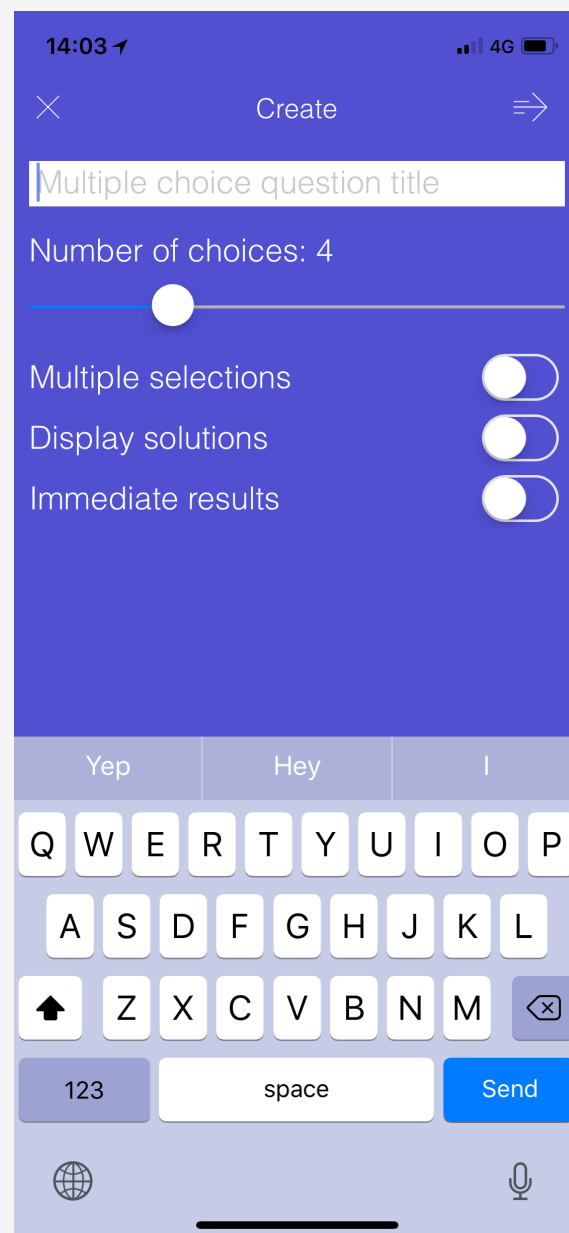 14:03 4G
Create
Multiple choice question title
Number of choices: 4
Multiple selections
Display solutions
Immediate results
Yep Hey I
Q W E R T Y U I O P
A S D F G H J K L
Z X C V B N M
123 space Send